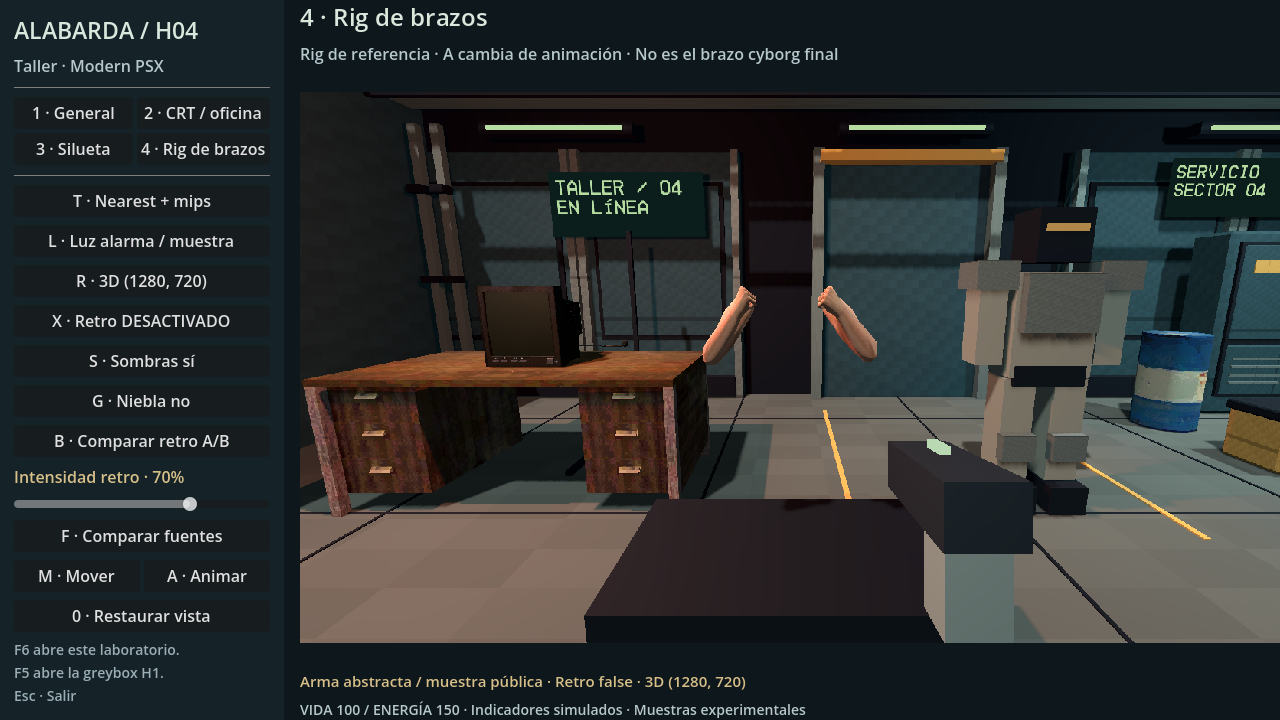 ALABARDA / H04
Taller · Modern PSX
1 · General
2 · CRT / oficina
3 · Silueta
4 · Rig de brazos
T · Nearest + mips
L · Luz alarma / muestra
R · 3D (1280, 720)
X · Retro DESACTIVADO
S · Sombras sí
G · Niebla no
B · Comparar retro A/B
Intensidad retro · 70%
F · Comparar fuentes
M · Mover
A · Animar
0 · Restaurar vista
F6 abre este laboratorio.
F5 abre la greybox H1.
Esc · Salir
4 · Rig de brazos
Rig de referencia · A cambia de animación · No es el brazo cyborg final
TALLER / 04
EN LÍNEA
SERVICIO
SECTOR 04
Arma abstracta / muestra pública · Retro false · 3D (1280, 720)
VIDA 100 / ENERGÍA 150 · Indicadores simulados · Muestras experimentales